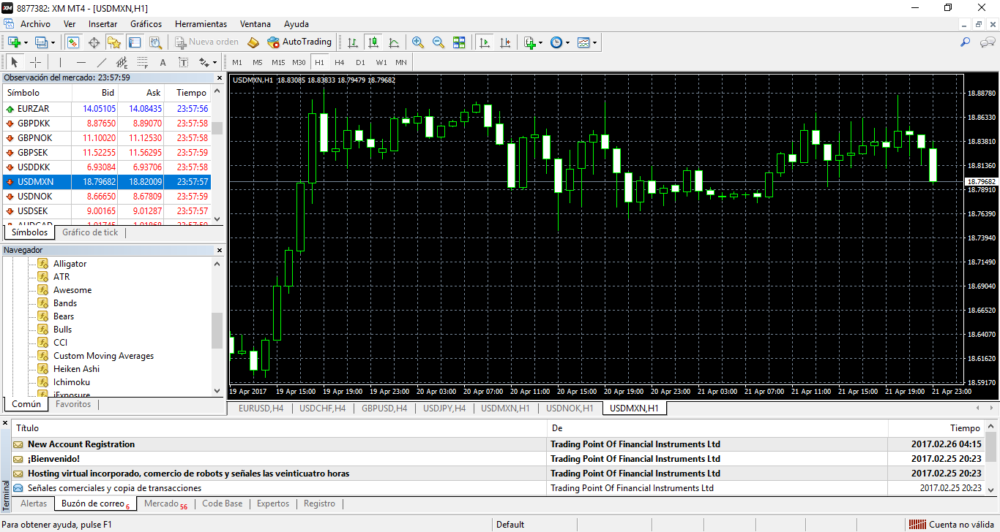 8877382: XM MT4 - [USDMXN,H1]
Archivo Ver Insertar Gráficos Herramientas Ventana Ayuda
Nueva orden AutoTrading
M1 M5 M15 M30 H1 H4 D1 W1 MN
Observación del mercado: 23:57:59
Símbolo Bid Ask Tiempo
EURZAR 14.05105 14.08435 23:57:56
GBPDKK 8.87650 8.89070 23:57:58
GBPNOK 11.10020 11.12530 23:57:58
GBPSEK 11.52255 11.56295 23:57:59
USDDKK 6.93084 6.93706 23:57:58
USDMXN 18.79682 18.82009 23:57:57
USDNOK 8.66650 8.67809 23:57:59
USDSEK 9.00165 9.01287 23:57:57
AUDCAD 1.01745 1.01868 23:57:59
Símbolos Gráfico de tick
Navegador
Alligator
ATR
Awesome
Bands
Bears
Bulls
CCI
Custom Moving Averages
Heiken Ashi
Ichimoku
iExposure
Común Favoritos
USDMXN,H1 18.83085 18.83833 18.79479 18.79682
18.88780
18.86330
18.83810
18.81360
18.79682
18.78910
18.76390
18.73940
18.71490
18.69040
18.66520
18.64070
18.61620
18.59170
19 Apr 2017 19 Apr 15:00 19 Apr 19:00 19 Apr 23:00 20 Apr 03:00 20 Apr 07:00 20 Apr 11:00 20 Apr 15:00 20 Apr 19:00 20 Apr 23:00 21 Apr 03:00 21 Apr 07:00 21 Apr 11:00 21 Apr 15:00 21 Apr 19:00 21 Apr 23:00
EURUSD,H4 USDCHF,H4 GBPUSD,H4 USDJPY,H4 USDMXN,H1 USDNOK,H1 USDMXN,H1
Título De Tiempo
New Account Registration Trading Point Of Financial Instruments Ltd 2017.02.26 04:15
¡Bienvenido! Trading Point Of Financial Instruments Ltd 2017.02.25 20:23
Hosting virtual incorporado, comercio de robots y señales las veinticuatro horas Trading Point Of Financial Instruments Ltd 2017.02.25 20:23
Señales comerciales y copia de transacciones Trading Point Of Financial Instruments Ltd 2017.02.25 20:23
Terminal
Alertas Buzón de correo 6 Mercado 56 Code Base Expertos Registro
Para obtener ayuda, pulse F1 Default Cuenta no válida